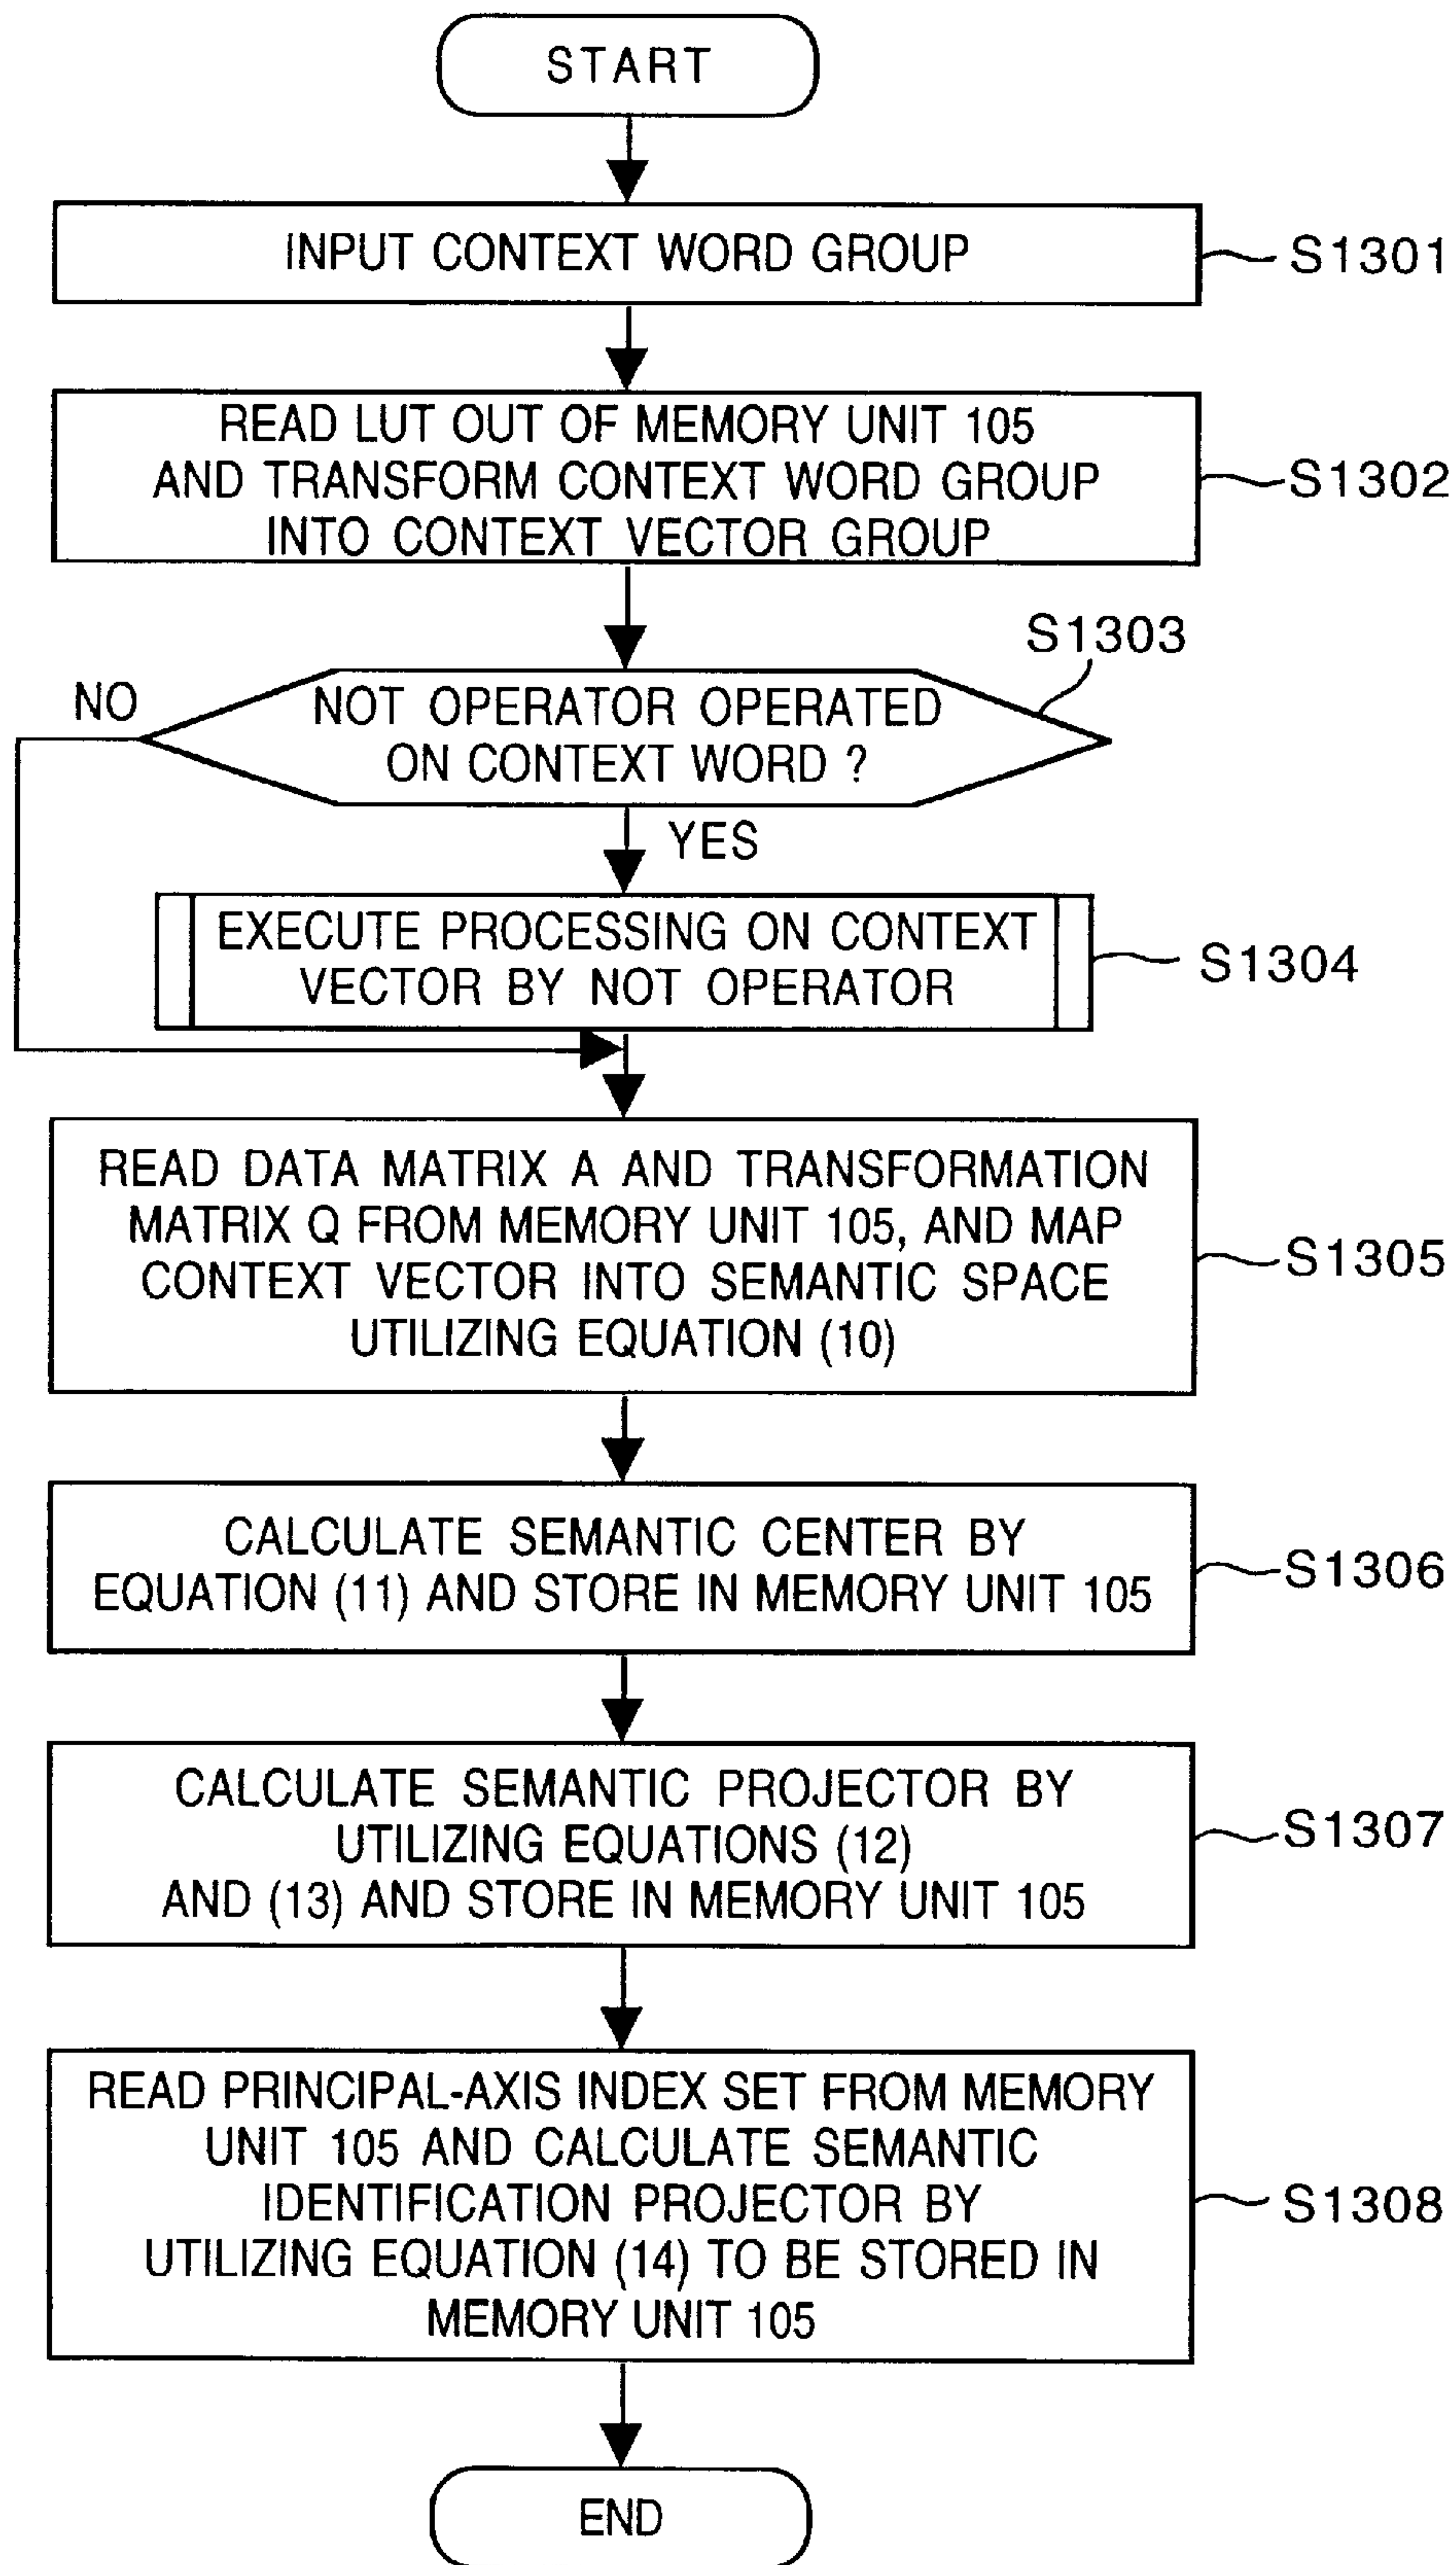 START
INPUT CONTEXT WORD GROUP
S1301
READ LUT OUT OF MEMORY UNIT 105
AND TRANSFORM CONTEXT WORD GROUP
INTO CONTEXT VECTOR GROUP
S1302
S1303
NO
NOT OPERATOR OPERATED
ON CONTEXT WORD ?
YES
EXECUTE PROCESSING ON CONTEXT
VECTOR BY NOT OPERATOR
S1304
READ DATA MATRIX A AND TRANSFORMATION
MATRIX Q FROM MEMORY UNIT 105, AND MAP
CONTEXT VECTOR INTO SEMANTIC SPACE
UTILIZING EQUATION (10)
S1305
CALCULATE SEMANTIC CENTER BY
EQUATION (11) AND STORE IN MEMORY UNIT 105
S1306
CALCULATE SEMANTIC PROJECTOR BY
UTILIZING EQUATIONS (12)
AND (13) AND STORE IN MEMORY UNIT 105
S1307
READ PRINCIPAL-AXIS INDEX SET FROM MEMORY
UNIT 105 AND CALCULATE SEMANTIC
IDENTIFICATION PROJECTOR BY
UTILIZING EQUATION (14) TO BE STORED IN
MEMORY UNIT 105
S1308
END